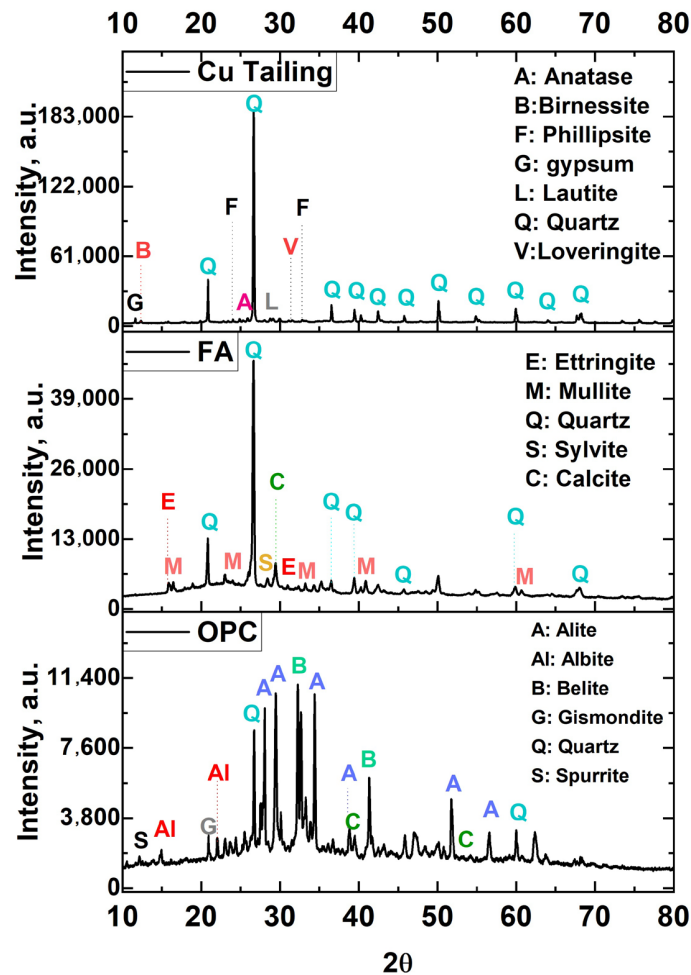 10 20 30 40 50 60 70 80
Cu Tailing
A: Anatase
B:Birnessite
F: Phillipsite
G: gypsum
L: Lautite
Q: Quartz
V:Loveringite
Intensity, a.u.
183,000
122,000
61,000
0
Q
F
F
V
B
Q
G
A
L
Q
Q
Q
Q
Q
Q
Q
Q
Q
FA
E: Ettringite
M: Mullite
Q: Quartz
S: Sylvite
C: Calcite
Intensity, a.u.
39,000
26,000
13,000
0
Q
E
Q
C
Q
Q
Q
M
M
S
E
M
M
Q
M
Q
OPC
A: Alite
Al: Albite
B: Belite
G: Gismondite
Q: Quartz
S: Spurrite
Intensity, a.u.
11,400
7,600
3,800
0
B
A
A
A
Q
Al
A
B
A
A
Q
S
Al
G
C
C
10 20 30 40 50 60 70 80
2θ